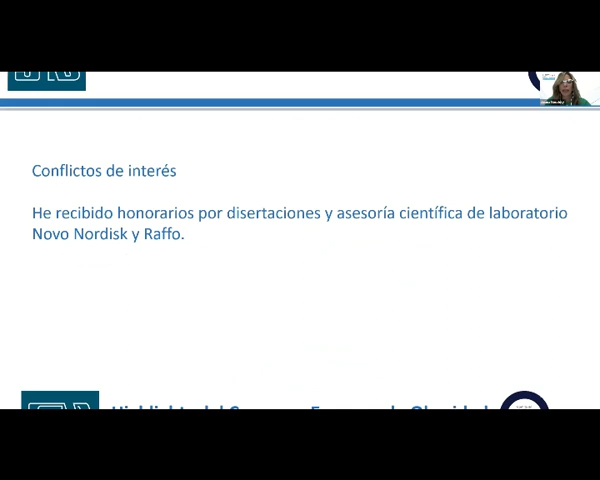 Conflictos de interés
He recibido honorarios por disertaciones y asesoría científica de laboratorio
Novo Nordisk y Raffo.